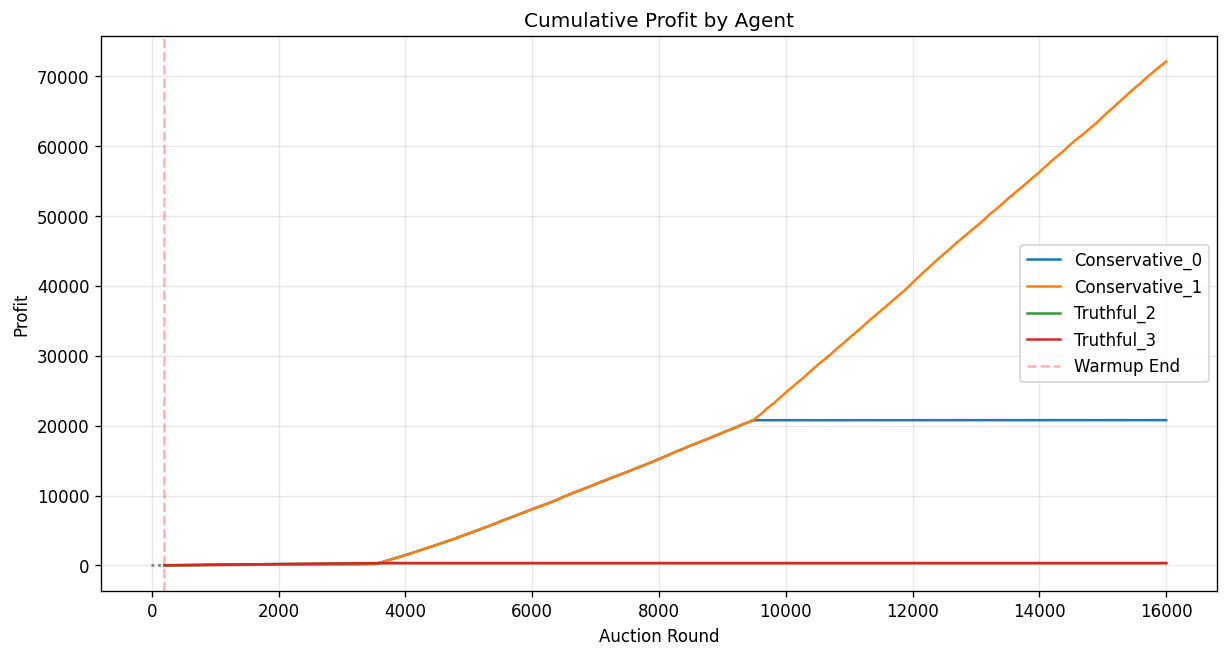 Cumulative Profit by Agent
Profit
70000
60000
50000
40000
30000
20000
10000
0
Conservative_0
Conservative_1
Truthful_2
Truthful_3
Warmup End
0 2000 4000 6000 8000 10000 12000 14000 16000
Auction Round